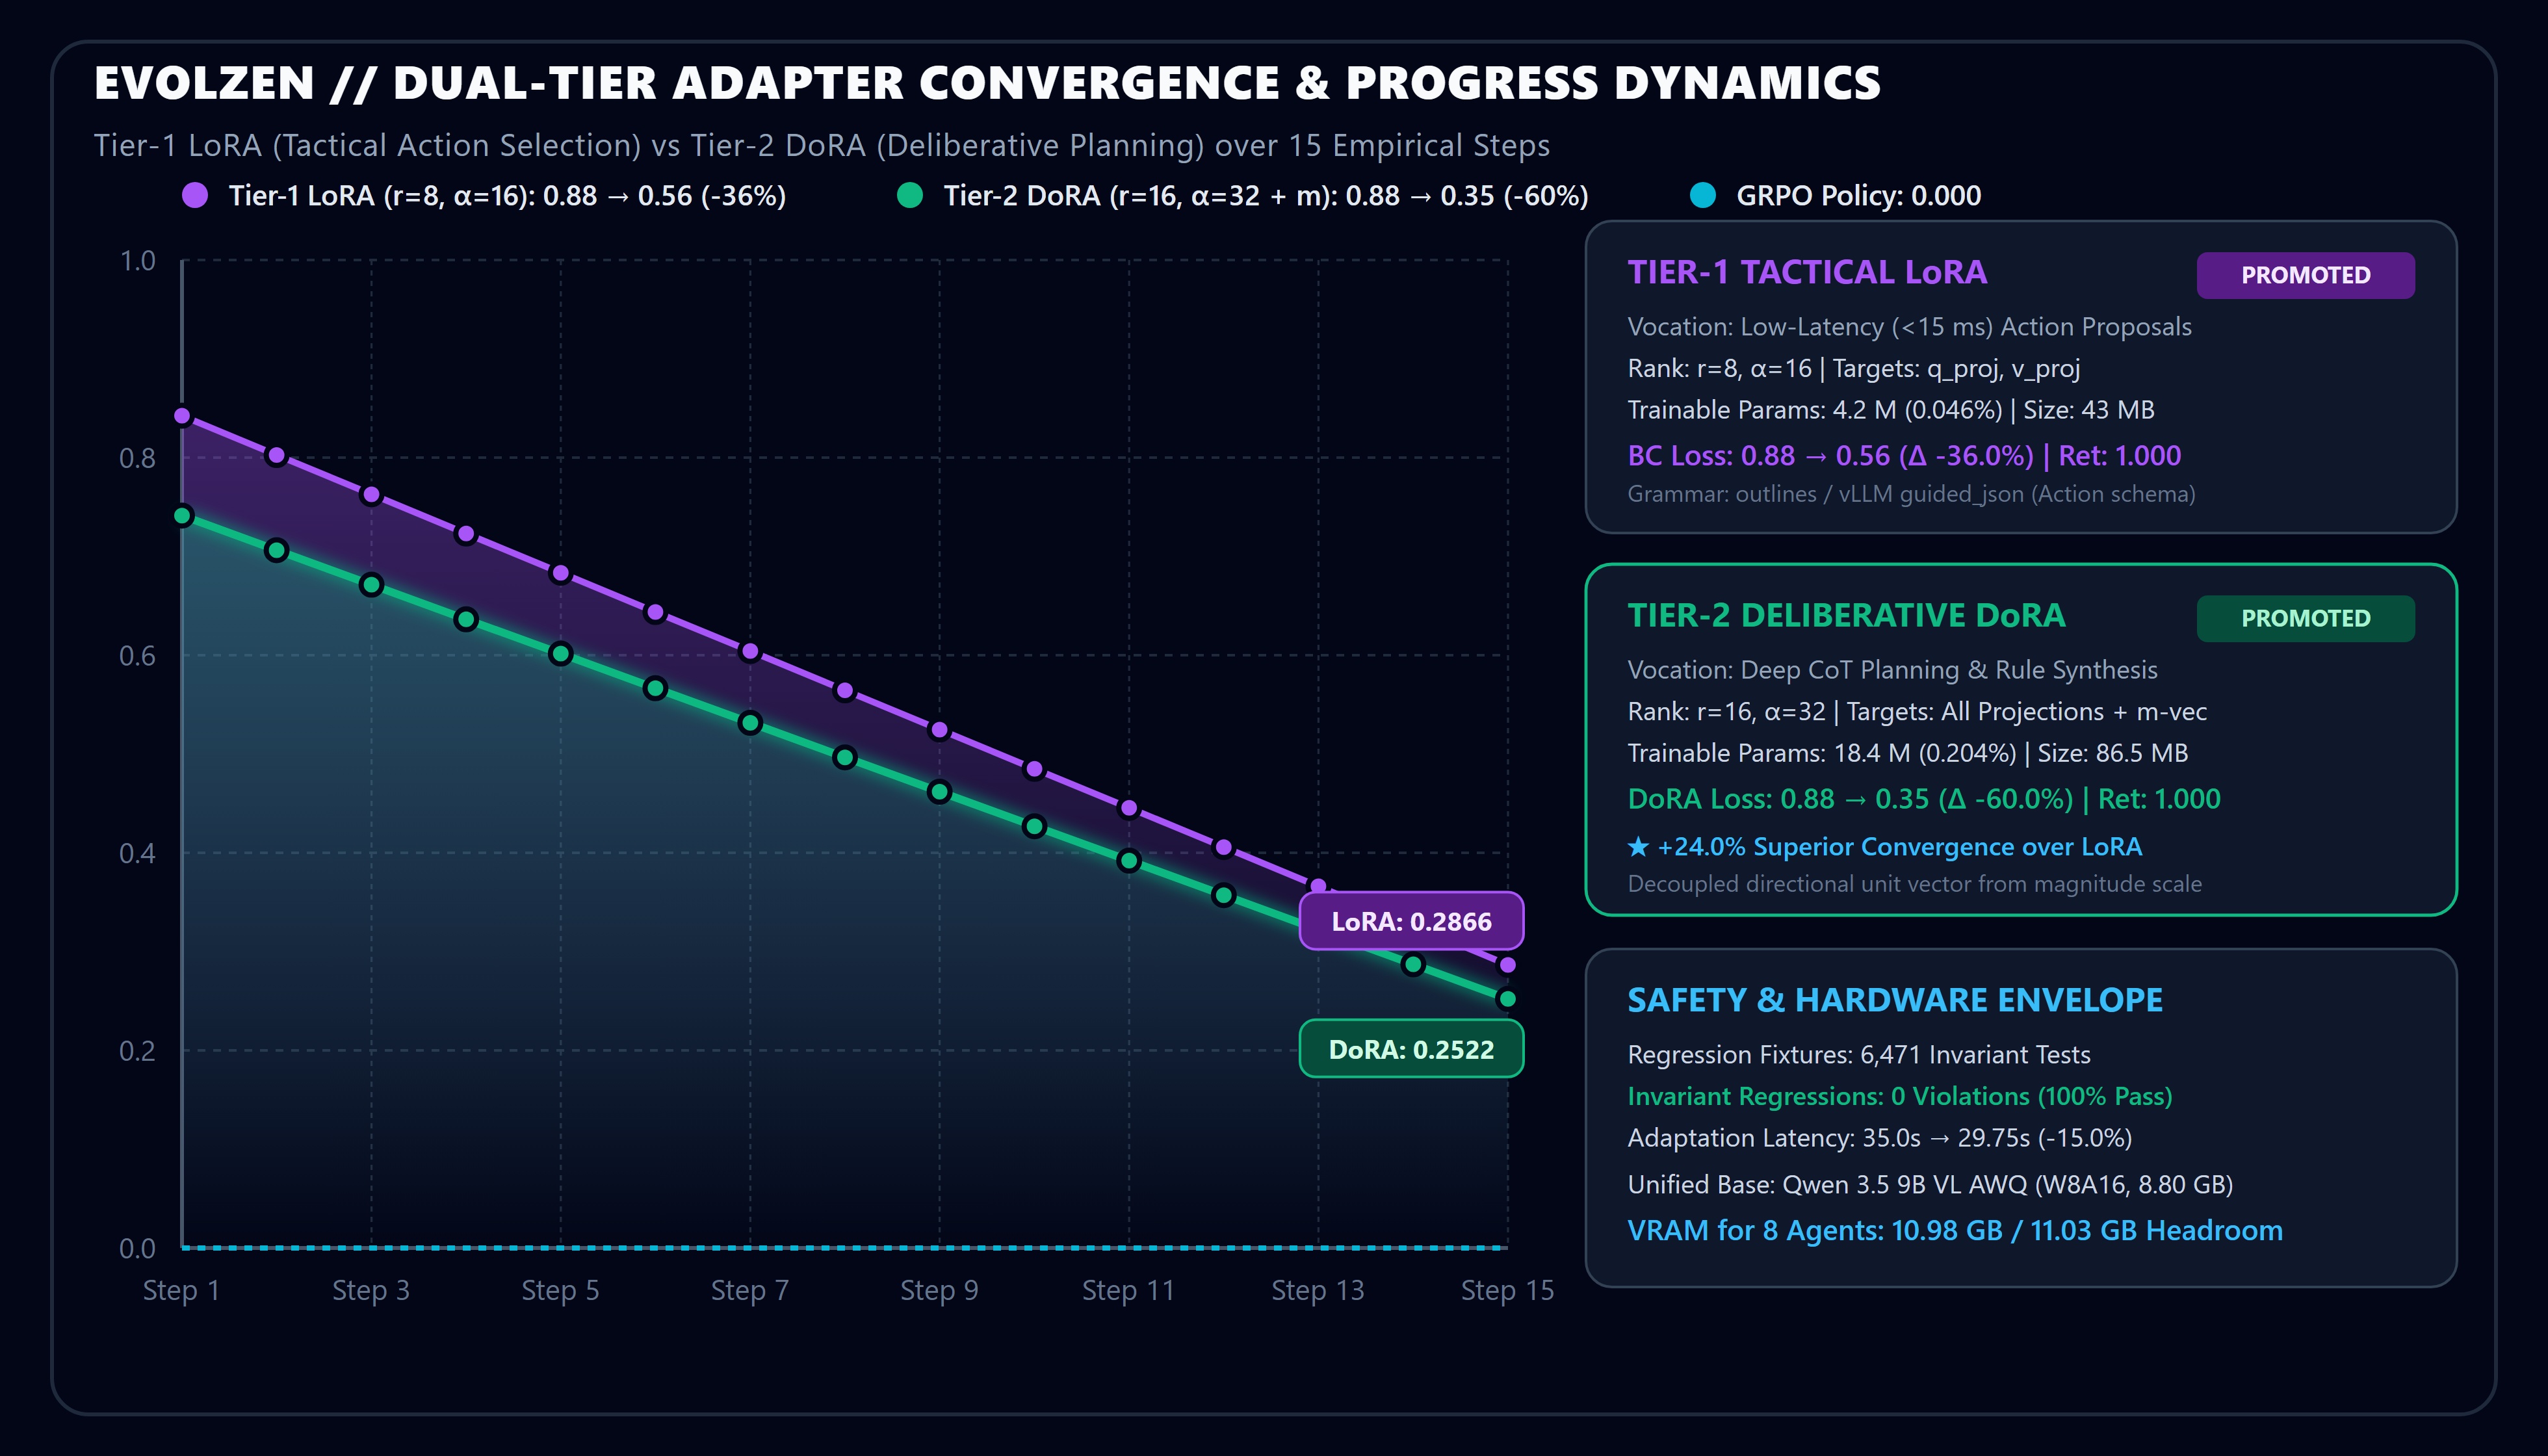 EVOLZEN // DUAL-TIER ADAPTER CONVERGENCE & PROGRESS DYNAMICS
Tier-1 LoRA (Tactical Action Selection) vs Tier-2 DoRA (Deliberative Planning) over 15 Empirical Steps
Tier-1 LoRA (r=8, α=16): 0.88 → 0.56 (-36%)
Tier-2 DoRA (r=16, α=32 + m): 0.88 → 0.35 (-60%)
GRPO Policy: 0.000
1.0
0.8
0.6
0.4
0.2
0.0
Step 1
Step 3
Step 5
Step 7
Step 9
Step 11
Step 13
Step 15
LoRA: 0.2866
DoRA: 0.2522
TIER-1 TACTICAL LoRA
PROMOTED
Vocation: Low-Latency (<15 ms) Action Proposals
Rank: r=8, α=16 | Targets: q_proj, v_proj
Trainable Params: 4.2 M (0.046%) | Size: 43 MB
BC Loss: 0.88 → 0.56 (Δ -36.0%) | Ret: 1.000
Grammar: outlines / vLLM guided_json (Action schema)
TIER-2 DELIBERATIVE DoRA
PROMOTED
Vocation: Deep CoT Planning & Rule Synthesis
Rank: r=16, α=32 | Targets: All Projections + m-vec
Trainable Params: 18.4 M (0.204%) | Size: 86.5 MB
DoRA Loss: 0.88 → 0.35 (Δ -60.0%) | Ret: 1.000
★ +24.0% Superior Convergence over LoRA
Decoupled directional unit vector from magnitude scale
SAFETY & HARDWARE ENVELOPE
Regression Fixtures: 6,471 Invariant Tests
Invariant Regressions: 0 Violations (100% Pass)
Adaptation Latency: 35.0s → 29.75s (-15.0%)
Unified Base: Qwen 3.5 9B VL AWQ (W8A16, 8.80 GB)
VRAM for 8 Agents: 10.98 GB / 11.03 GB Headroom